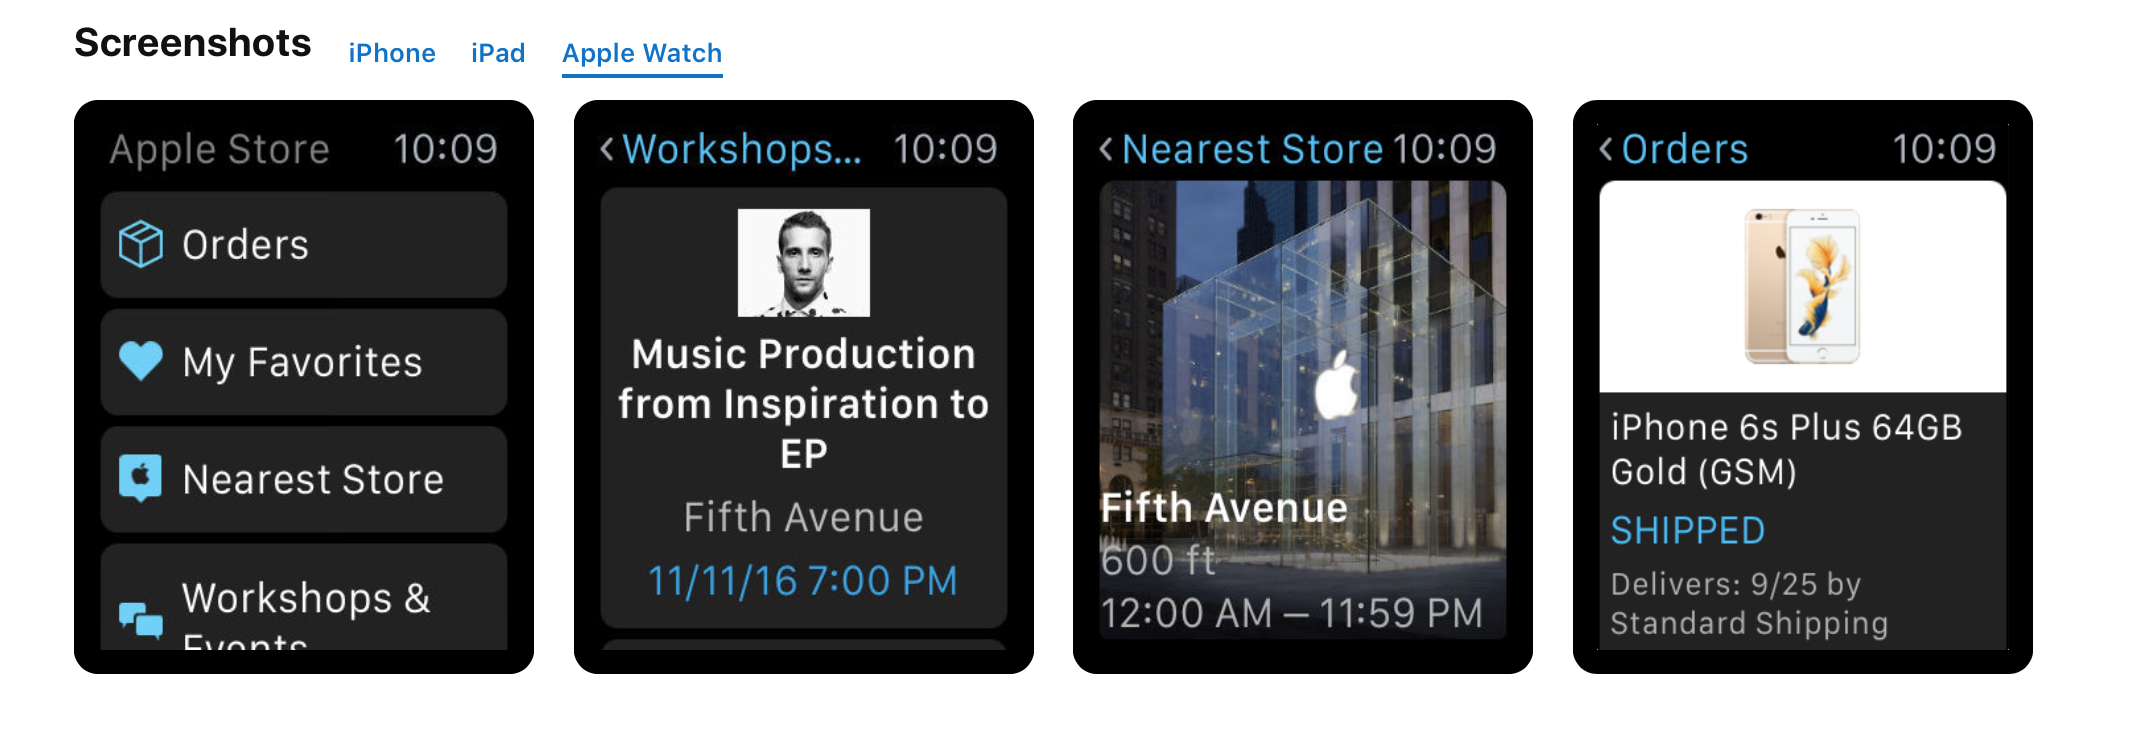 Screenshots iPhone iPad Apple Watch
Apple Store 10:09
Orders
My Favorites
Nearest Store
Workshops &
Events
Workshops... 10:09
Music Production
from Inspiration to
EP
Fifth Avenue
11/11/16 7:00 PM
Nearest Store 10:09
Fifth Avenue
600 ft
12:00 AM – 11:59 PM
Orders 10:09
iPhone 6s Plus 64GB
Gold (GSM)
SHIPPED
Delivers: 9/25 by
Standard Shipping